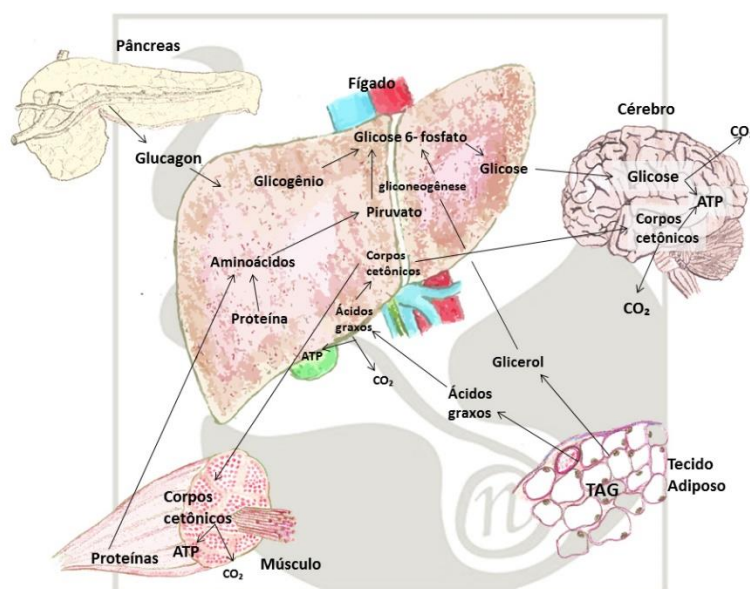 Pâncreas
Fígado
Cérebro
Glucagon
Glicose 6- fosfato
Glicogênio
gliconeogênese
Glicose
Glicose
CO
ATP
Piruvato
Corpos
cetônicos
Aminoácidos
Corpos
cetônicos
Proteína
Ácidos
graxos
CO₂
ATP
CO₂
Glicerol
Ácidos
graxos
Tecido
Adiposo
TAG
Corpos
cetônicos
Proteínas
ATP
CO₂
Músculo
n